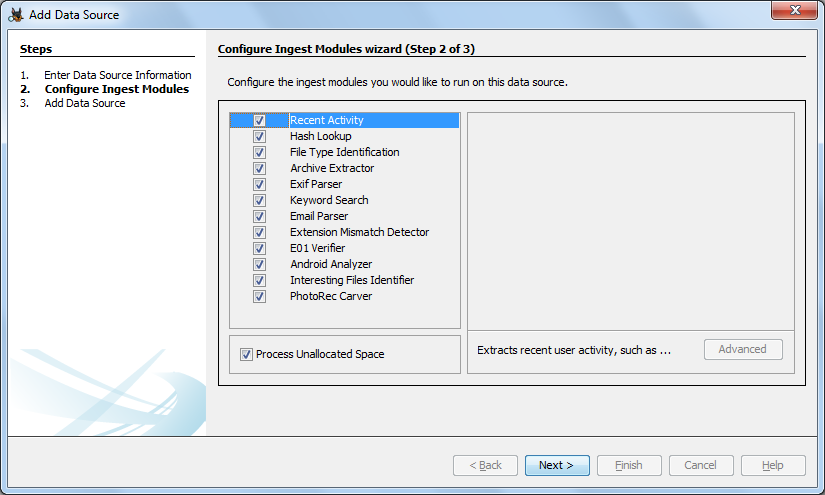 Add Data Source
Steps
1. Enter Data Source Information
2. Configure Ingest Modules
3. Add Data Source
Configure Ingest Modules wizard (Step 2 of 3)
Configure the ingest modules you would like to run on this data source.
Recent Activity
Hash Lookup
File Type Identification
Archive Extractor
Exif Parser
Keyword Search
Email Parser
Extension Mismatch Detector
E01 Verifier
Android Analyzer
Interesting Files Identifier
PhotoRec Carver
Process Unallocated Space
Extracts recent user activity, such as ...
Advanced
< Back
Next >
Finish
Cancel
Help